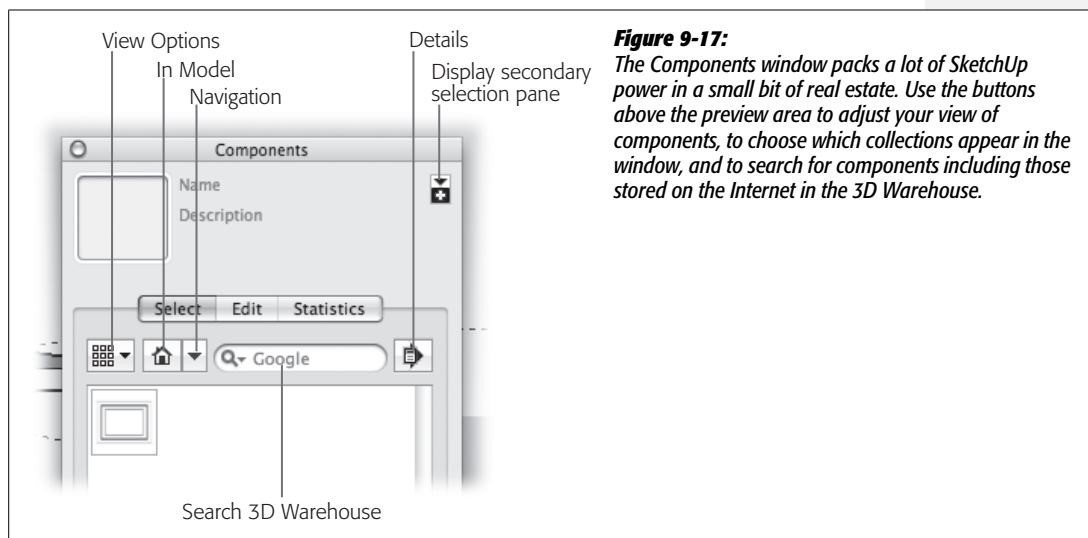 View Options
In Model
Navigation
Details
Display secondary
selection pane
Components
Name
Description
Select Edit Statistics
Google
Search 3D Warehouse
Figure 9-17:
The Components window packs a lot of SketchUp
power in a small bit of real estate. Use the buttons
above the preview area to adjust your view of
components, to choose which collections appear in the
window, and to search for components including those
stored on the Internet in the 3D Warehouse.